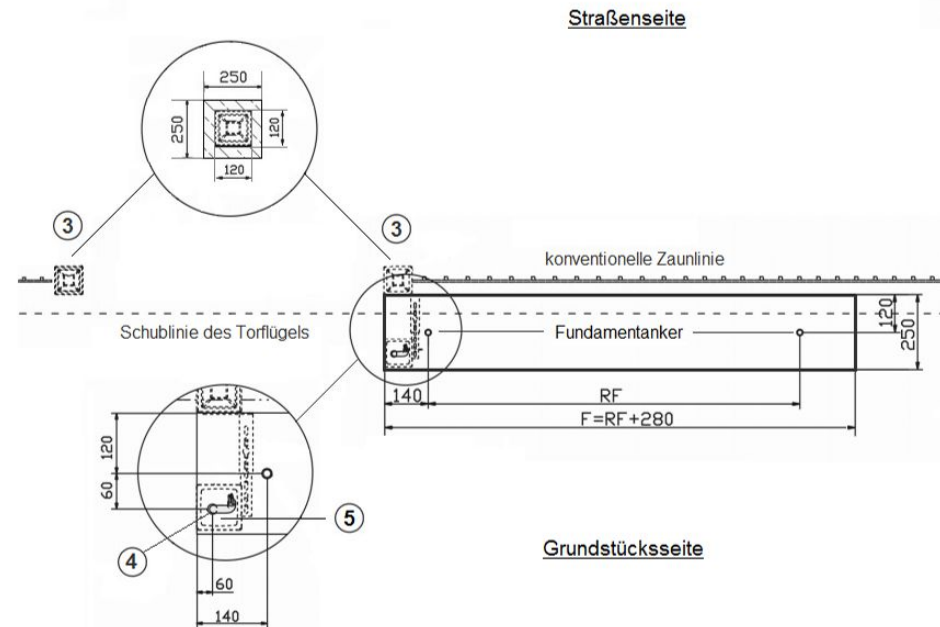 Straßenseite
250
250
120
120
3
3
konventionelle Zaunlinie
Schublinie des Torflügels
Fundamentanker
120
250
140
RF
F=RF+280
120
60
5
4
Grundstücksseite
60
140